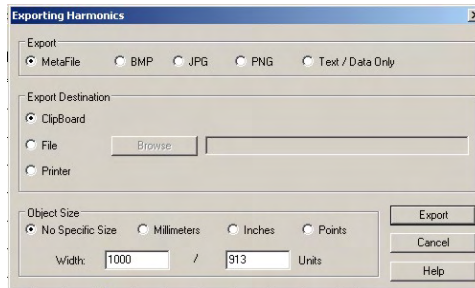 Exporting Harmonics
Export
MetaFile BMP JPG PNG Text / Data Only
Export Destination
ClipBoard
File Browse
Printer
Object Size
No Specific Size Millimeters Inches Points
Width: 1000 / 913 Units
Export
Cancel
Help